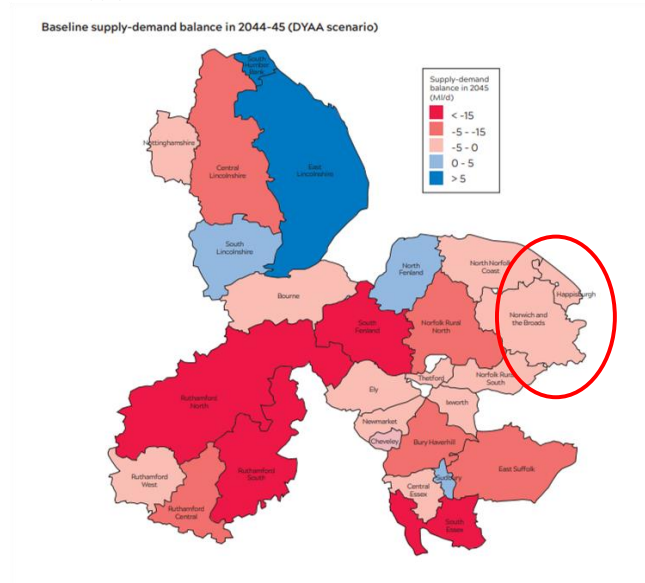 Baseline supply-demand balance in 2044-45 (DYAA scenario)
Supply-demand
balance in 2045
(Ml/d)
< -15
-5 - -15
-5 - 0
0 - 5
> 5
South
Humber
Bank
Nottinghamshire
Central
Lincolnshire
East
Lincolnshire
South
Lincolnshire
North
Fenland
North Norfolk
Coast
Happisburgh
Norwich and
the Broads
Bourne
South
Fenland
Norfolk Rural
North
Norfolk Rural
South
Thetford
Ely
Ixworth
Ruthamford
North
Newmarket
Cheveley
Bury Haverhill
East Suffolk
Sudbury
Ruthamford
West
Ruthamford
South
Ruthamford
Central
Central
Essex
South
Essex